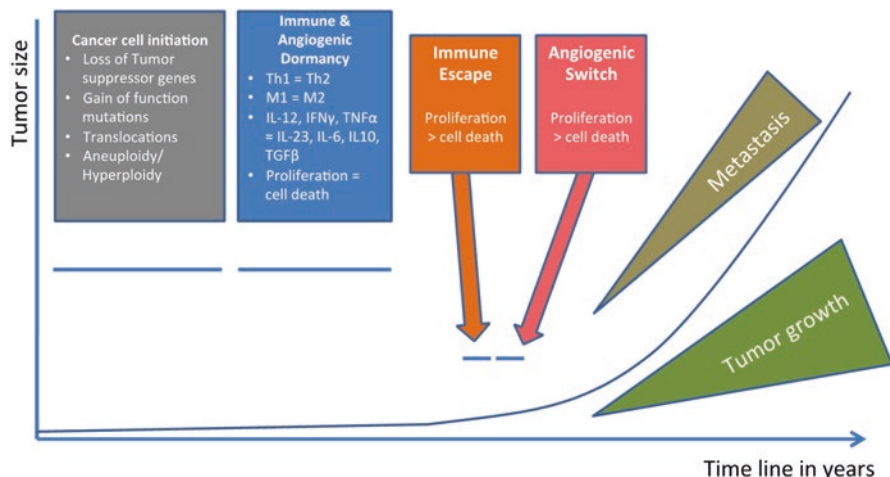 Tumor size
Cancer cell initiation
• Loss of Tumor
suppressor genes
• Gain of function
mutations
• Translocations
• Aneuploidy/
Hyperploidy
Immune &
Angiogenic
Dormancy
• Th1 = Th2
• M1 = M2
• IL-12, IFNγ, TNFα
= IL-23, IL-6, IL10,
TGFβ
• Proliferation =
cell death
Immune
Escape
Proliferation
> cell death
Angiogenic
Switch
Proliferation
> cell death
Metastasis
Tumor growth
Time line in years